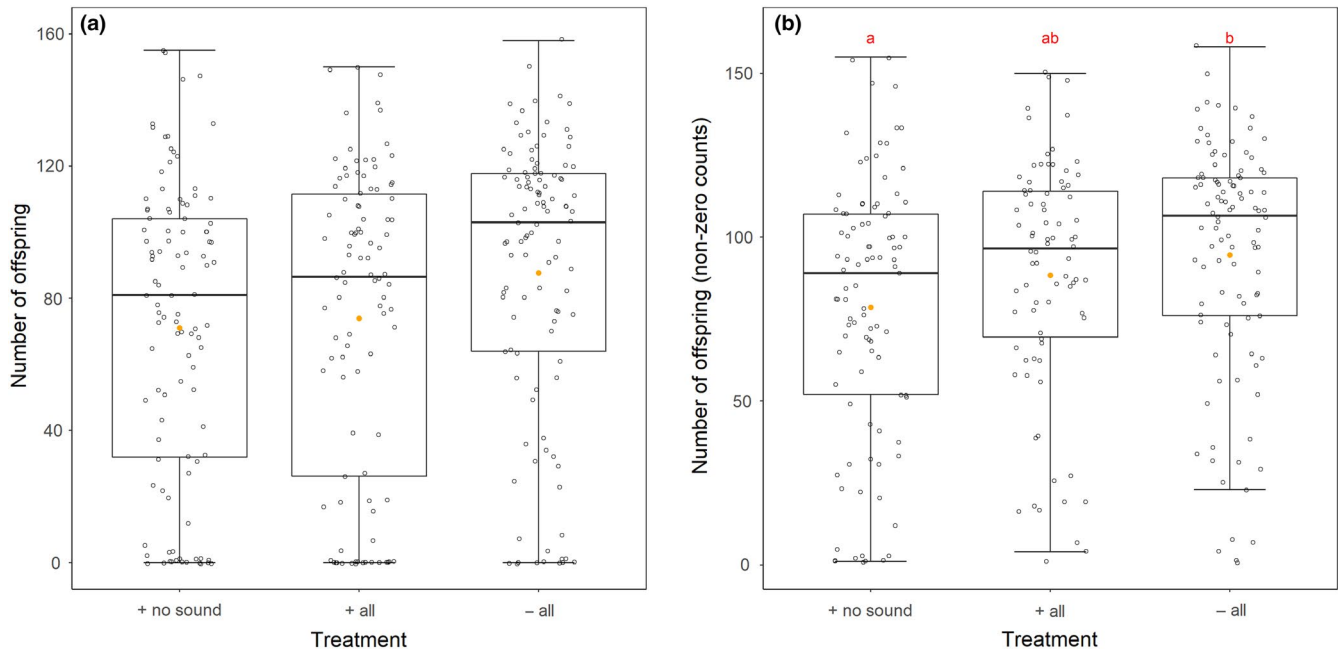 (a)
160
120
80
40
0
Number of offspring
+ no sound + all – all
Treatment
(b)
a ab b
150
100
50
0
Number of offspring (non-zero counts)
+ no sound + all – all
Treatment